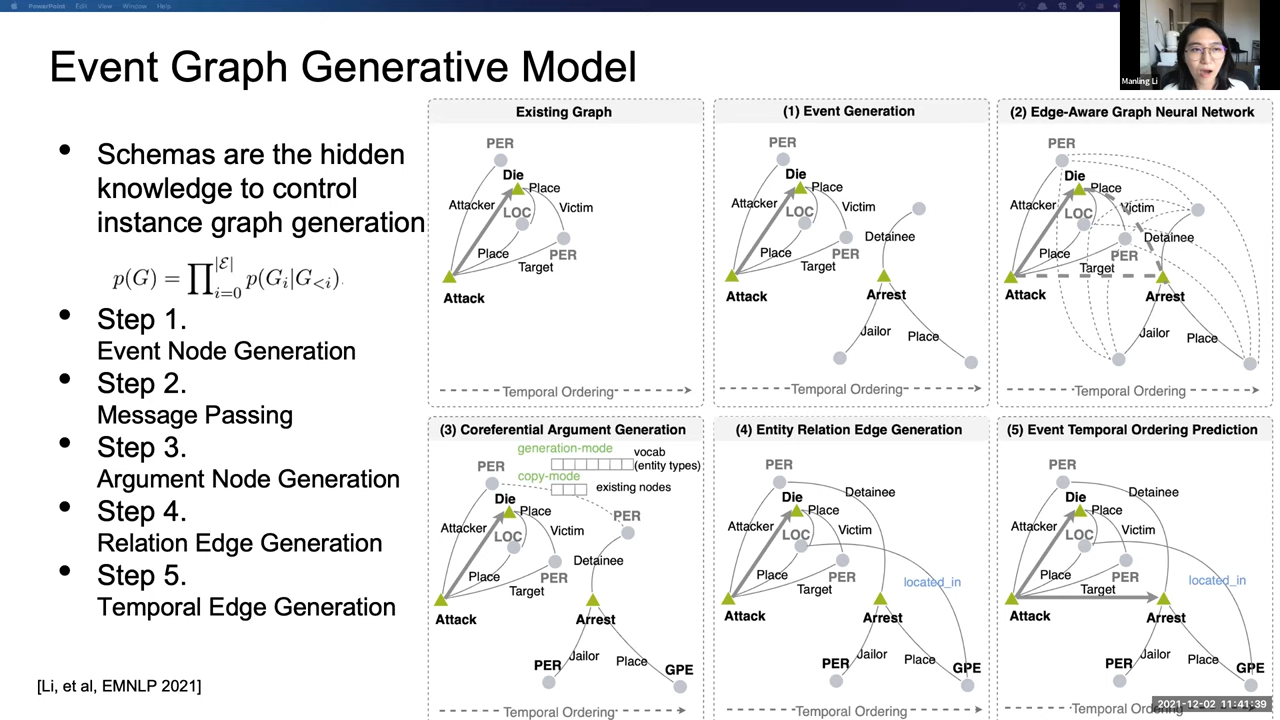 PowerPoint Edit View Window Help
Manling Li
Event Graph Generative Model
• Schemas are the hidden
knowledge to control
instance graph generation
p(G) = ∏_{i=0}^{|ℰ|} p(G_i|G_{<i})
• Step 1.
Event Node Generation
• Step 2.
Message Passing
• Step 3.
Argument Node Generation
• Step 4.
Relation Edge Generation
• Step 5.
Temporal Edge Generation
[Li, et al, EMNLP 2021]
Existing Graph
PER
Die
Place
Attacker
LOC
Victim
Place
PER
Target
Attack
Temporal Ordering
(1) Event Generation
PER
Die
Place
Attacker
LOC
Victim
Detainee
Place
PER
Target
Attack
Arrest
Jailor
Place
Temporal Ordering
(2) Edge-Aware Graph Neural Network
PER
Die
Place
Attacker
LOC
Victim
Detainee
Place
PER
Target
Attack
Arrest
Jailor
Place
Temporal Ordering
(3) Coreferential Argument Generation
generation-mode
vocab
(entity types)
PER
copy-mode
existing nodes
Die
Place
PER
Attacker
LOC
Victim
Detainee
Place
PER
Target
Attack
Arrest
Jailor
PER
Place
GPE
Temporal Ordering
(4) Entity Relation Edge Generation
PER
Detainee
Die
Place
Attacker
LOC
Victim
Place
PER
located_in
Target
Attack
Arrest
Jailor
PER
Place
GPE
Temporal Ordering
(5) Event Temporal Ordering Prediction
PER
Detainee
Die
Place
Attacker
LOC
Victim
Place
PER
located_in
Target
Attack
Arrest
Jailor
PER
Place
GPE
Temporal Ordering
2021-12-02 11:41:39